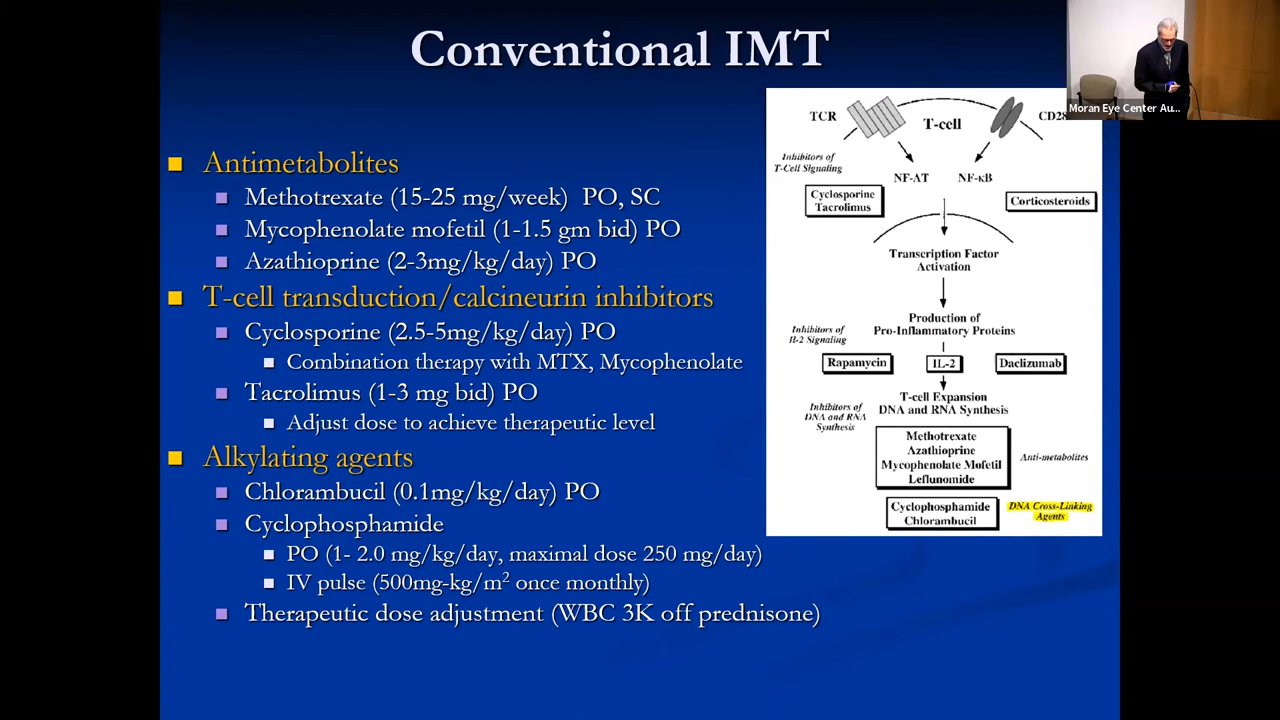 Conventional IMT
Moran Eye Center Au...
Antimetabolites
Methotrexate (15-25 mg/week) PO, SC
Mycophenolate mofetil (1-1.5 gm bid) PO
Azathioprine (2-3mg/kg/day) PO
T-cell transduction/calcineurin inhibitors
Cyclosporine (2.5-5mg/kg/day) PO
Combination therapy with MTX, Mycophenolate
Tacrolimus (1-3 mg bid) PO
Adjust dose to achieve therapeutic level
Alkylating agents
Chlorambucil (0.1mg/kg/day) PO
Cyclophosphamide
PO (1- 2.0 mg/kg/day, maximal dose 250 mg/day)
IV pulse (500mg-kg/m² once monthly)
Therapeutic dose adjustment (WBC 3K off prednisone)
TCR
T-cell
CD28
Inhibitors of
T-Cell Signaling
NF-AT
NF-κB
Cyclosporine
Tacrolimus
Corticosteroids
Transcription Factor
Activation
Production of
Pro-Inflammatory Proteins
Inhibitors of
Il-2 Signaling
Rapamycin
IL-2
Daclizumab
T-cell Expansion
DNA and RNA Synthesis
Inhibitors of
DNA and RNA
Synthesis
Methotrexate
Azathioprine
Mycophenolate Mofetil
Leflunomide
Anti-metabolites
Cyclophosphamide
Chlorambucil
DNA Cross-Linking
Agents